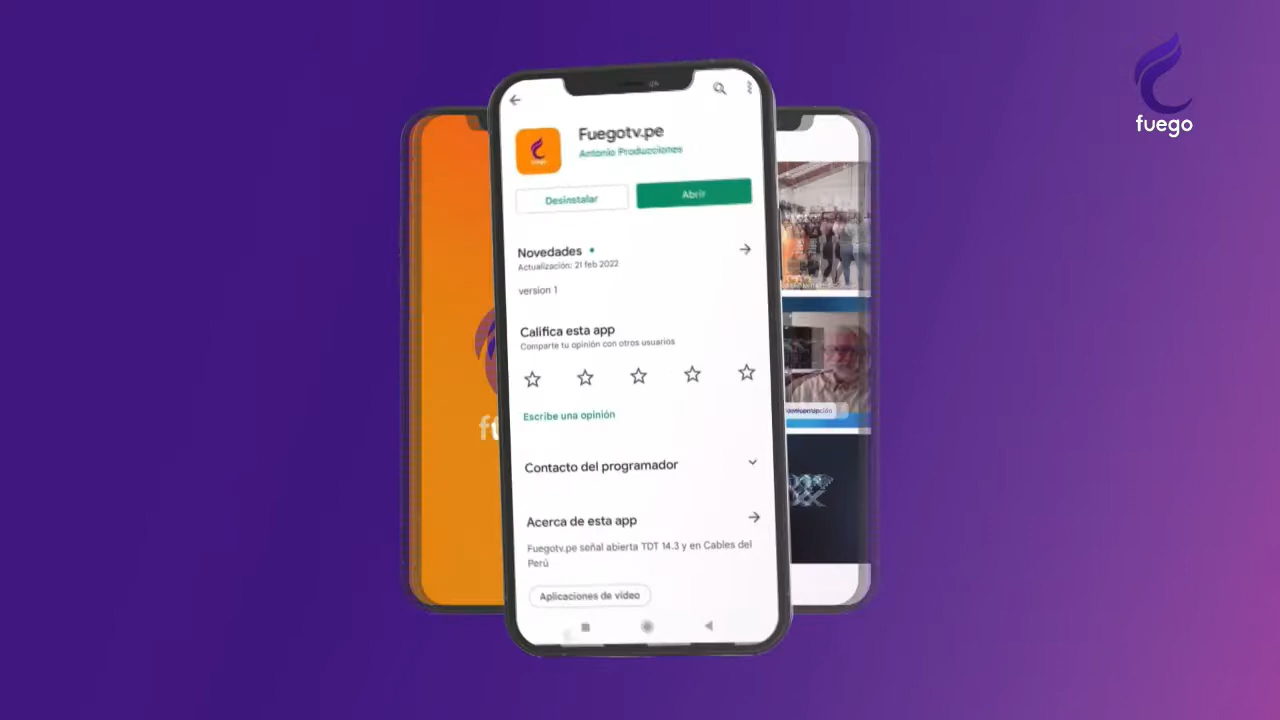 fuego
Fuegotv.pe
Antonio Producciones
fuego
Desinstalar
Abrir
Novedades
Actualización: 21 feb 2022
version 1
Califica esta app
Comparte tu opinión con otros usuarios
Escribe una opinión
Contacto del programador
Acerca de esta app
Fuegotv.pe señal abierta TDT 14.3 y en Cables del
Perú
Aplicaciones de video